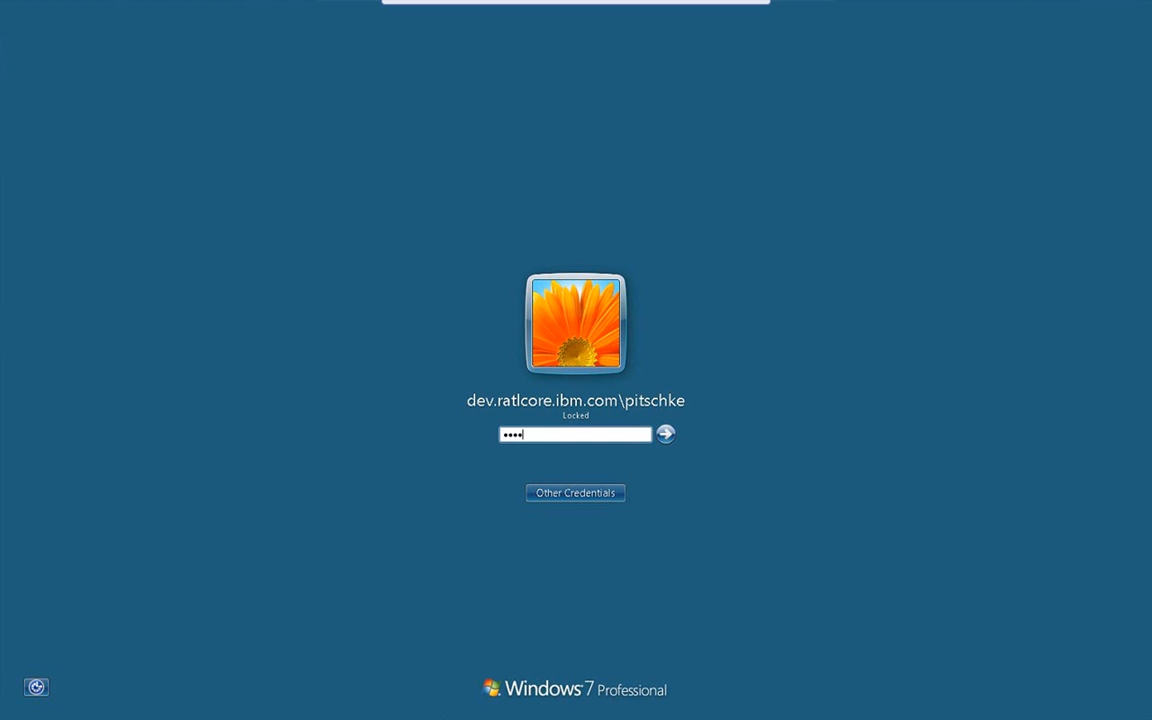 dev.ratlcore.ibm.com\pitschke
Locked
••••
Other Credentials
Windows 7 Professional